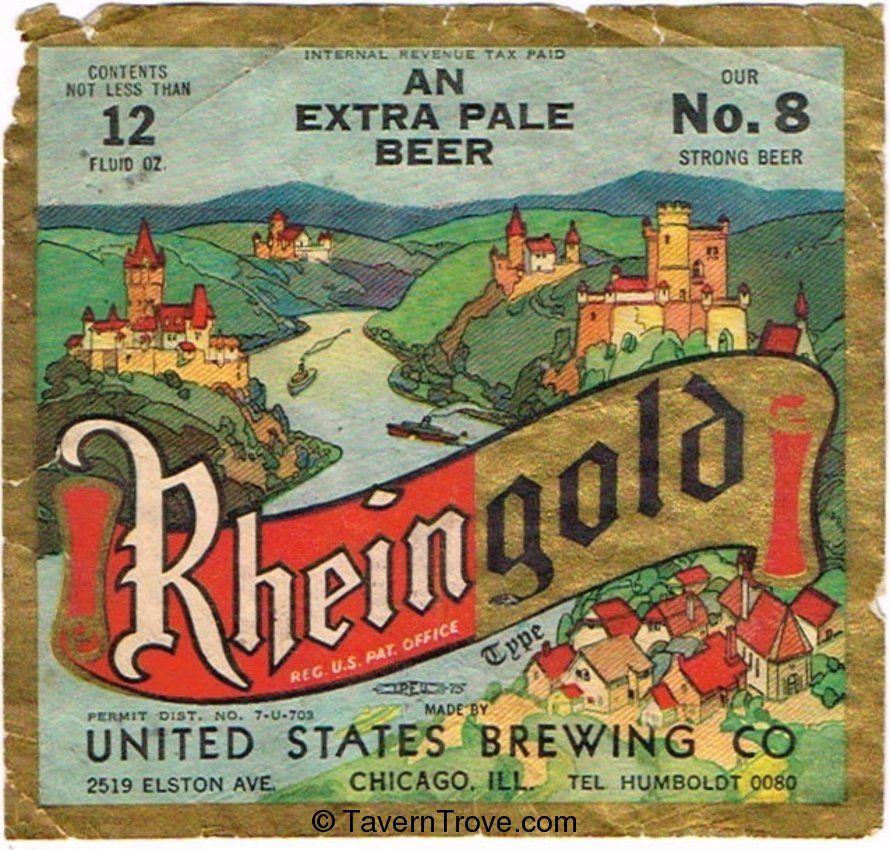 INTERNAL REVENUE TAX PAID
CONTENTS
NOT LESS THAN
12
FLUID OZ.
AN
EXTRA PALE
BEER
OUR
No. 8
STRONG BEER
Rheingold
REG. U.S. PAT. OFFICE
Type
PERMIT DIST. NO. 7-U-703
MADE BY
UNITED STATES BREWING CO
2519 ELSTON AVE. CHICAGO, ILL. TEL HUMBOLDT 0080
© TavernTrove.com